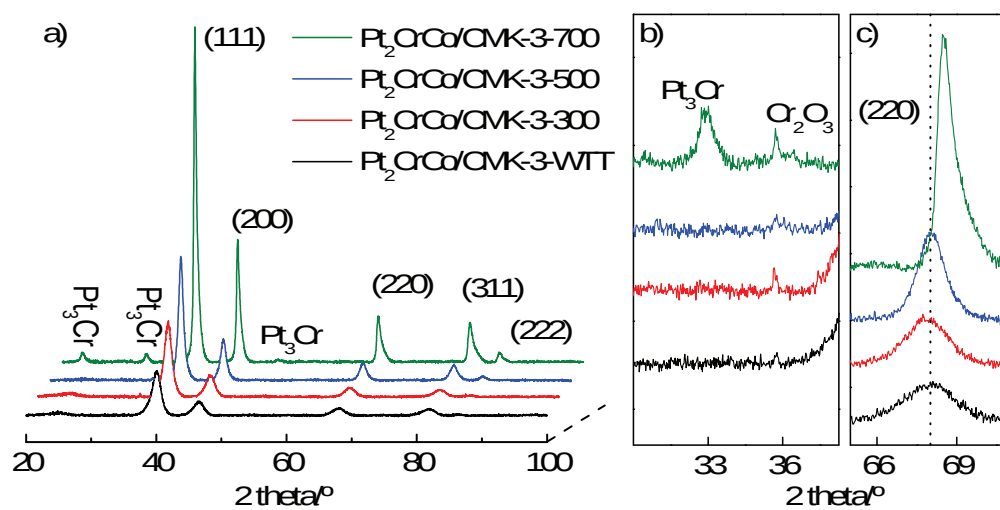 a)
(111)
Pt₂CrCo/CMK-3-700
Pt₂CrCo/CMK-3-500
Pt₂CrCo/CMK-3-300
Pt₂CrCo/CMK-3-WTT
(200)
(220)
(311)
(222)
Pt₃Cr
Pt₃Cr
Pt₃Cr
20 40 60 80 100
2 theta/º
b)
Pt₃Cr
Cr₂O₃
33 36
c)
(220)
66 69
2 theta/º